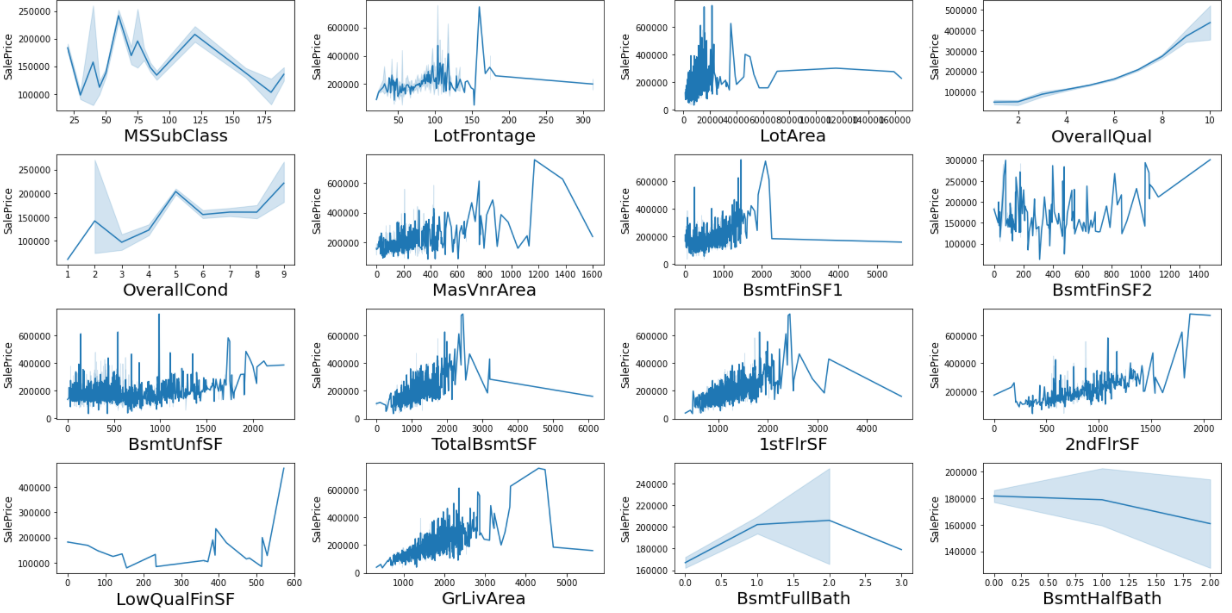 250000
200000
150000
100000
SalePrice
25 50 75 100 125 150 175
MSSubClass
600000
400000
200000
SalePrice
50 100 150 200 250 300
LotFrontage
600000
400000
200000
0
SalePrice
0 20000 40000 60000 80000 100000 120000 140000 160000
LotArea
500000
400000
300000
200000
100000
SalePrice
2 4 6 8 10
OverallQual
250000
200000
150000
100000
SalePrice
1 2 3 4 5 6 7 8 9
OverallCond
600000
400000
200000
SalePrice
0 200 400 600 800 1000 1200 1400 1600
MasVnrArea
800000
600000
400000
200000
0
SalePrice
0 1000 2000 3000 4000 5000
BsmtFinSF1
300000
250000
200000
150000
100000
SalePrice
0 200 400 600 800 1000 1200 1400
BsmtFinSF2
800000
600000
400000
200000
0
SalePrice
0 500 1000 1500 2000
BsmtUnfSF
800000
600000
400000
200000
0
SalePrice
0 1000 2000 3000 4000 5000 6000
TotalBsmtSF
800000
600000
400000
200000
0
SalePrice
1000 2000 3000 4000
1stFlrSF
600000
400000
200000
SalePrice
0 500 1000 1500 2000
2ndFlrSF
400000
300000
200000
100000
SalePrice
0 100 200 300 400 500 600
LowQualFinSF
800000
600000
400000
200000
0
SalePrice
1000 2000 3000 4000 5000
GrLivArea
240000
220000
200000
180000
160000
SalePrice
0.0 0.5 1.0 1.5 2.0 2.5 3.0
BsmtFullBath
200000
180000
160000
140000
SalePrice
0.00 0.25 0.50 0.75 1.00 1.25 1.50 1.75 2.00
BsmtHalfBath